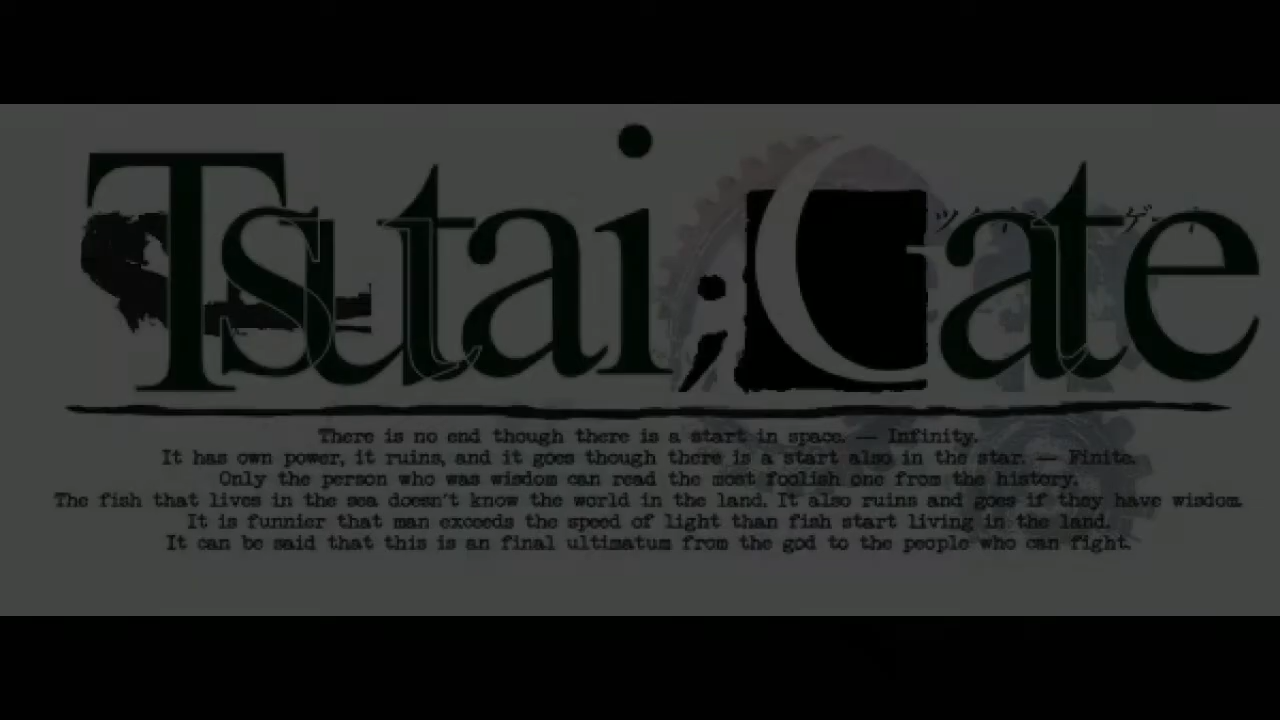 Tsutai;Gate
There is no end though there is a start in space. — Infinity.
It has own power, it ruins, and it goes though there is a start also in the star. — Finite.
Only the person who was wisdom can read the most foolish one from the history.
The fish that lives in the sea doesn't know the world in the land. It also ruins and goes if they have wisdom.
It is funnier that man exceeds the speed of light than fish start living in the land.
It can be said that this is an final ultimatum from the god to the people who can fight.